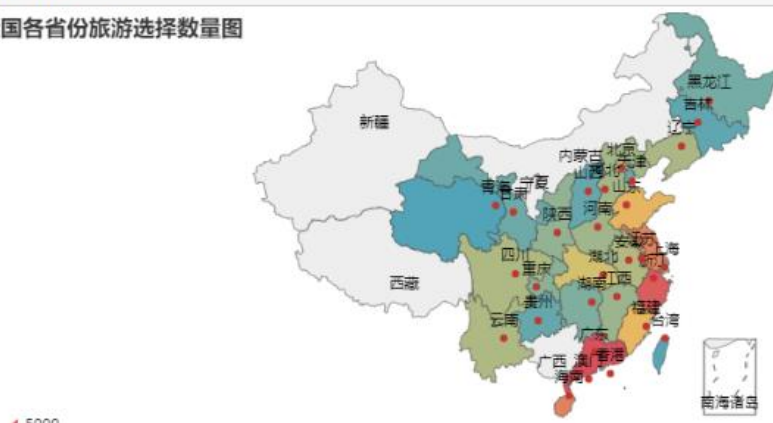 国各省份旅游选择数量图
黑龙江
吉林
辽宁
新疆
内蒙古
北京
天津
山西
河北
青海
甘肃
宁夏
山东
陕西
河南
江苏
安徽
上海
四川
湖北
浙江
重庆
西藏
湖南
江西
贵州
福建
云南
台湾
广东
广西
澳门
香港
海南
南海诸岛
5000